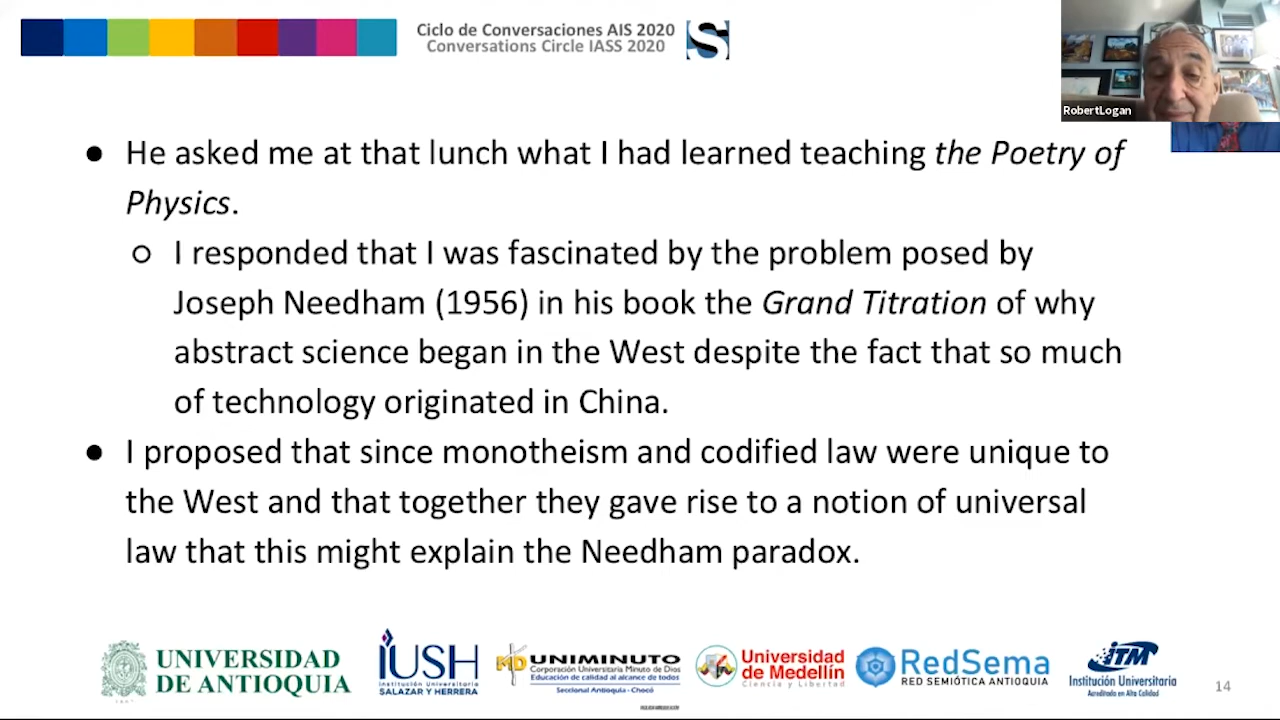 Ciclo de Conversaciones AIS 2020
Conversations Circle IASS 2020
S
RobertLogan
● He asked me at that lunch what I had learned teaching the Poetry of
Physics.
○ I responded that I was fascinated by the problem posed by
Joseph Needham (1956) in his book the Grand Titration of why
abstract science began in the West despite the fact that so much
of technology originated in China.
● I proposed that since monotheism and codified law were unique to
the West and that together they gave rise to a notion of universal
law that this might explain the Needham paradox.
UNIVERSIDAD
DE ANTIOQUIA
IUSH
Institución Universitaria
SALAZAR Y HERRERA
MD UNIMINUTO
Corporación Universitaria Minuto de Dios
Educación de calidad al alcance de todos
Seccional Antioquia - Chocó
Universidad
de Medellín
Ciencia y Libertad
RedSema
RED SEMIÓTICA ANTIOQUIA
iTM
Institución Universitaria
Acreditada en Alta Calidad
14